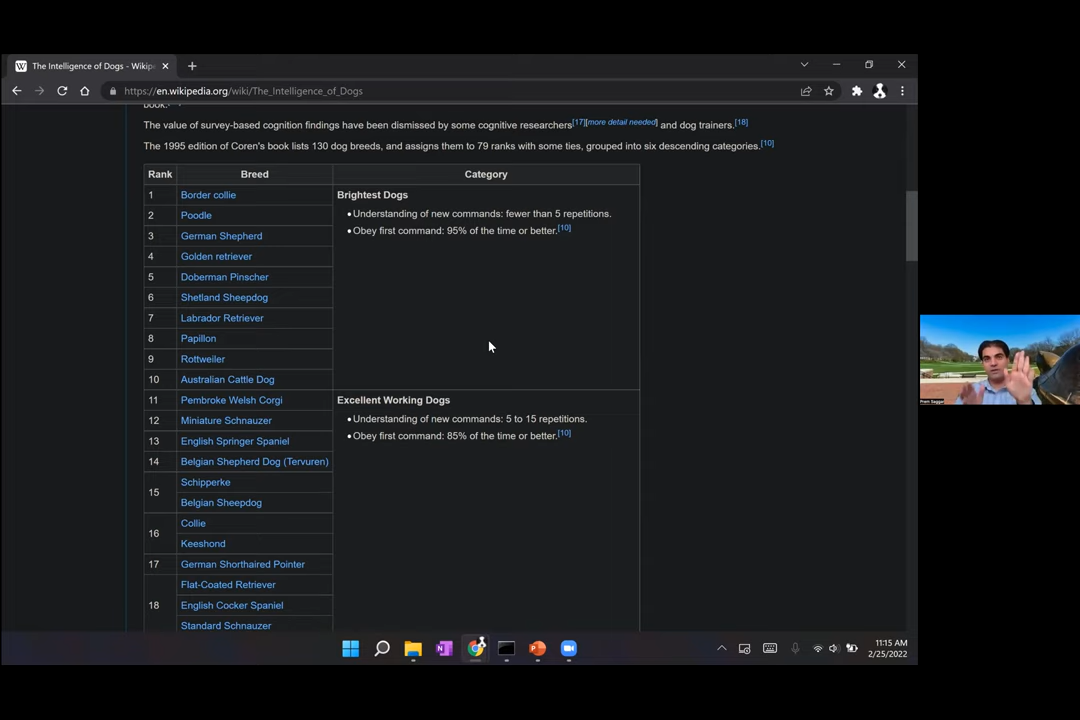 The Intelligence of Dogs - Wikip
https://en.wikipedia.org/wiki/The_Intelligence_of_Dogs
book.
The value of survey-based cognition findings have been dismissed by some cognitive researchers[17][more detail needed] and dog trainers.[18]
The 1995 edition of Coren's book lists 130 dog breeds, and assigns them to 79 ranks with some ties, grouped into six descending categories.[10]
Rank Breed Category
1 Border collie Brightest Dogs
2 Poodle •Understanding of new commands: fewer than 5 repetitions.
3 German Shepherd •Obey first command: 95% of the time or better.[10]
4 Golden retriever
5 Doberman Pinscher
6 Shetland Sheepdog
7 Labrador Retriever
8 Papillon
9 Rottweiler
10 Australian Cattle Dog
11 Pembroke Welsh Corgi Excellent Working Dogs
12 Miniature Schnauzer •Understanding of new commands: 5 to 15 repetitions.
13 English Springer Spaniel •Obey first command: 85% of the time or better.[10]
14 Belgian Shepherd Dog (Tervuren)
15 Schipperke
Belgian Sheepdog
16 Collie
Keeshond
17 German Shorthaired Pointer
18 Flat-Coated Retriever
English Cocker Spaniel
Standard Schnauzer
11:15 AM
2/25/2022
Prem Saggar